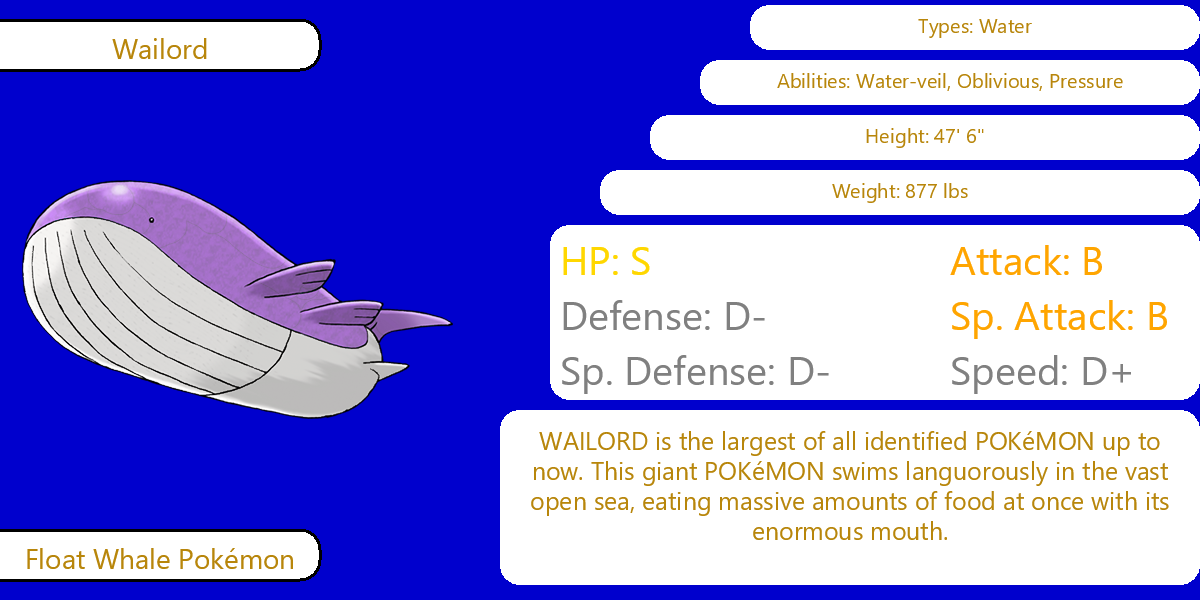 Wailord
Types: Water
Abilities: Water-veil, Oblivious, Pressure
Height: 47' 6"
Weight: 877 lbs
HP: S
Attack: B
Defense: D-
Sp. Attack: B
Sp. Defense: D-
Speed: D+
WAILORD is the largest of all identified POKéMON up to
now. This giant POKéMON swims languorously in the vast
open sea, eating massive amounts of food at once with its
enormous mouth.
Float Whale Pokémon